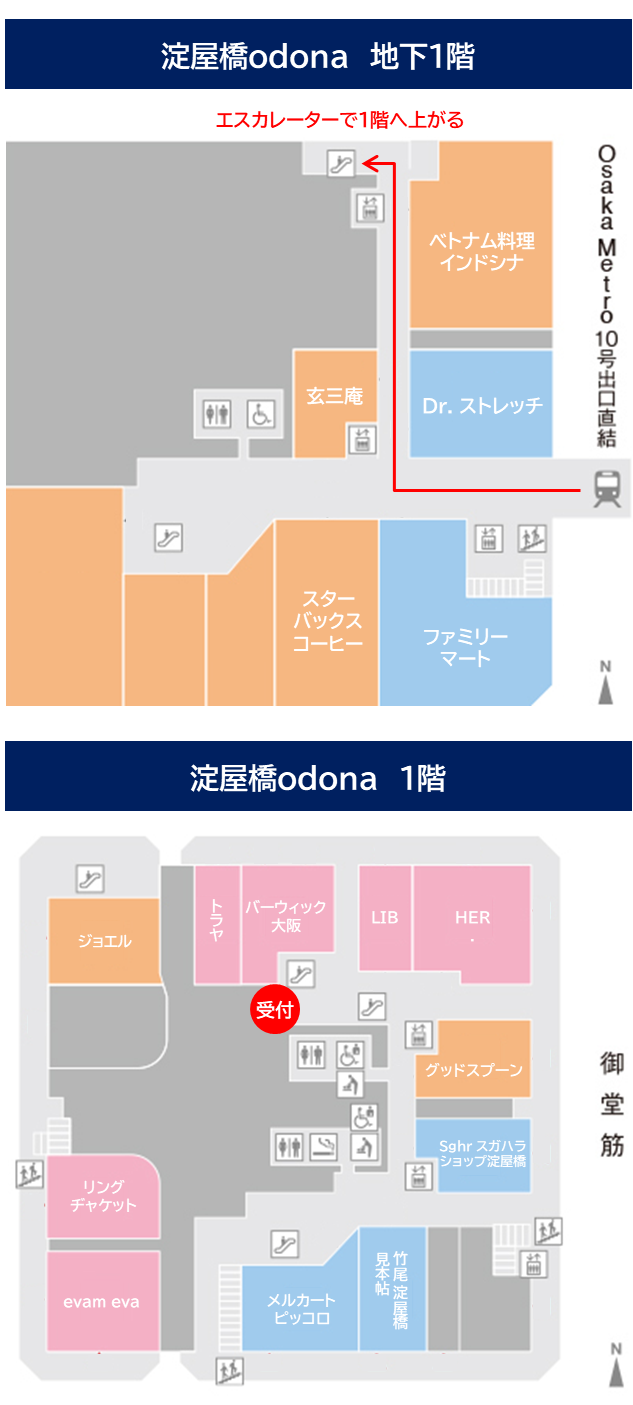 淀屋橋odona 地下1階
エスカレーターで1階へ上がる
Osaka Metro 10号出口直結
ベトナム料理
インドシナ
玄三庵
Dr. ストレッチ
スター
バックス
コーヒー
ファミリー
マート
N
淀屋橋odona 1階
ジョエル
トラヤ
バーウィック
大阪
LIB
HER
受付
グッドスプーン
御堂筋
Sghr スガハラ
ショップ淀屋橋
リング
ヂャケット
evam eva
メルカート
ピッコロ
竹尾 淀屋橋
見本帖
N